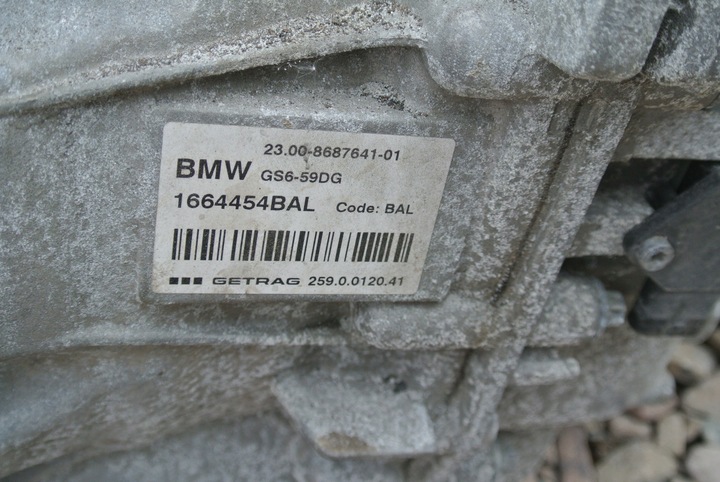 23.00-8687641-01
BMW GS6-59DG
1664454BAL Code: BAL
GETRAG 259.0.0120.41